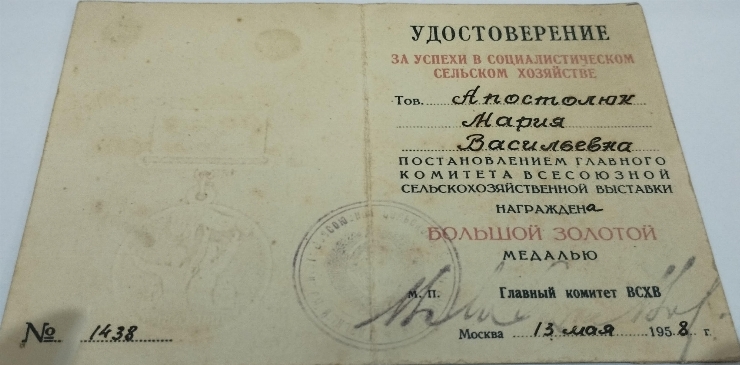 УДОСТОВЕРЕНИЕ
ЗА УСПЕХИ В СОЦИАЛИСТИЧЕСКОМ
СЕЛЬСКОМ ХОЗЯЙСТВЕ
Тов. Апостолюк
Мария
Васильевна
ПОСТАНОВЛЕНИЕМ ГЛАВНОГО
КОМИТЕТА ВСЕСОЮЗНОЙ
СЕЛЬСКОХОЗЯЙСТВЕННОЙ ВЫСТАВКИ
НАГРАЖДЕНА
БОЛЬШОЙ ЗОЛОТОЙ
МЕДАЛЬЮ
М. П. Главный комитет ВСХВ
Москва 13 мая 1958 г.
№ 1438